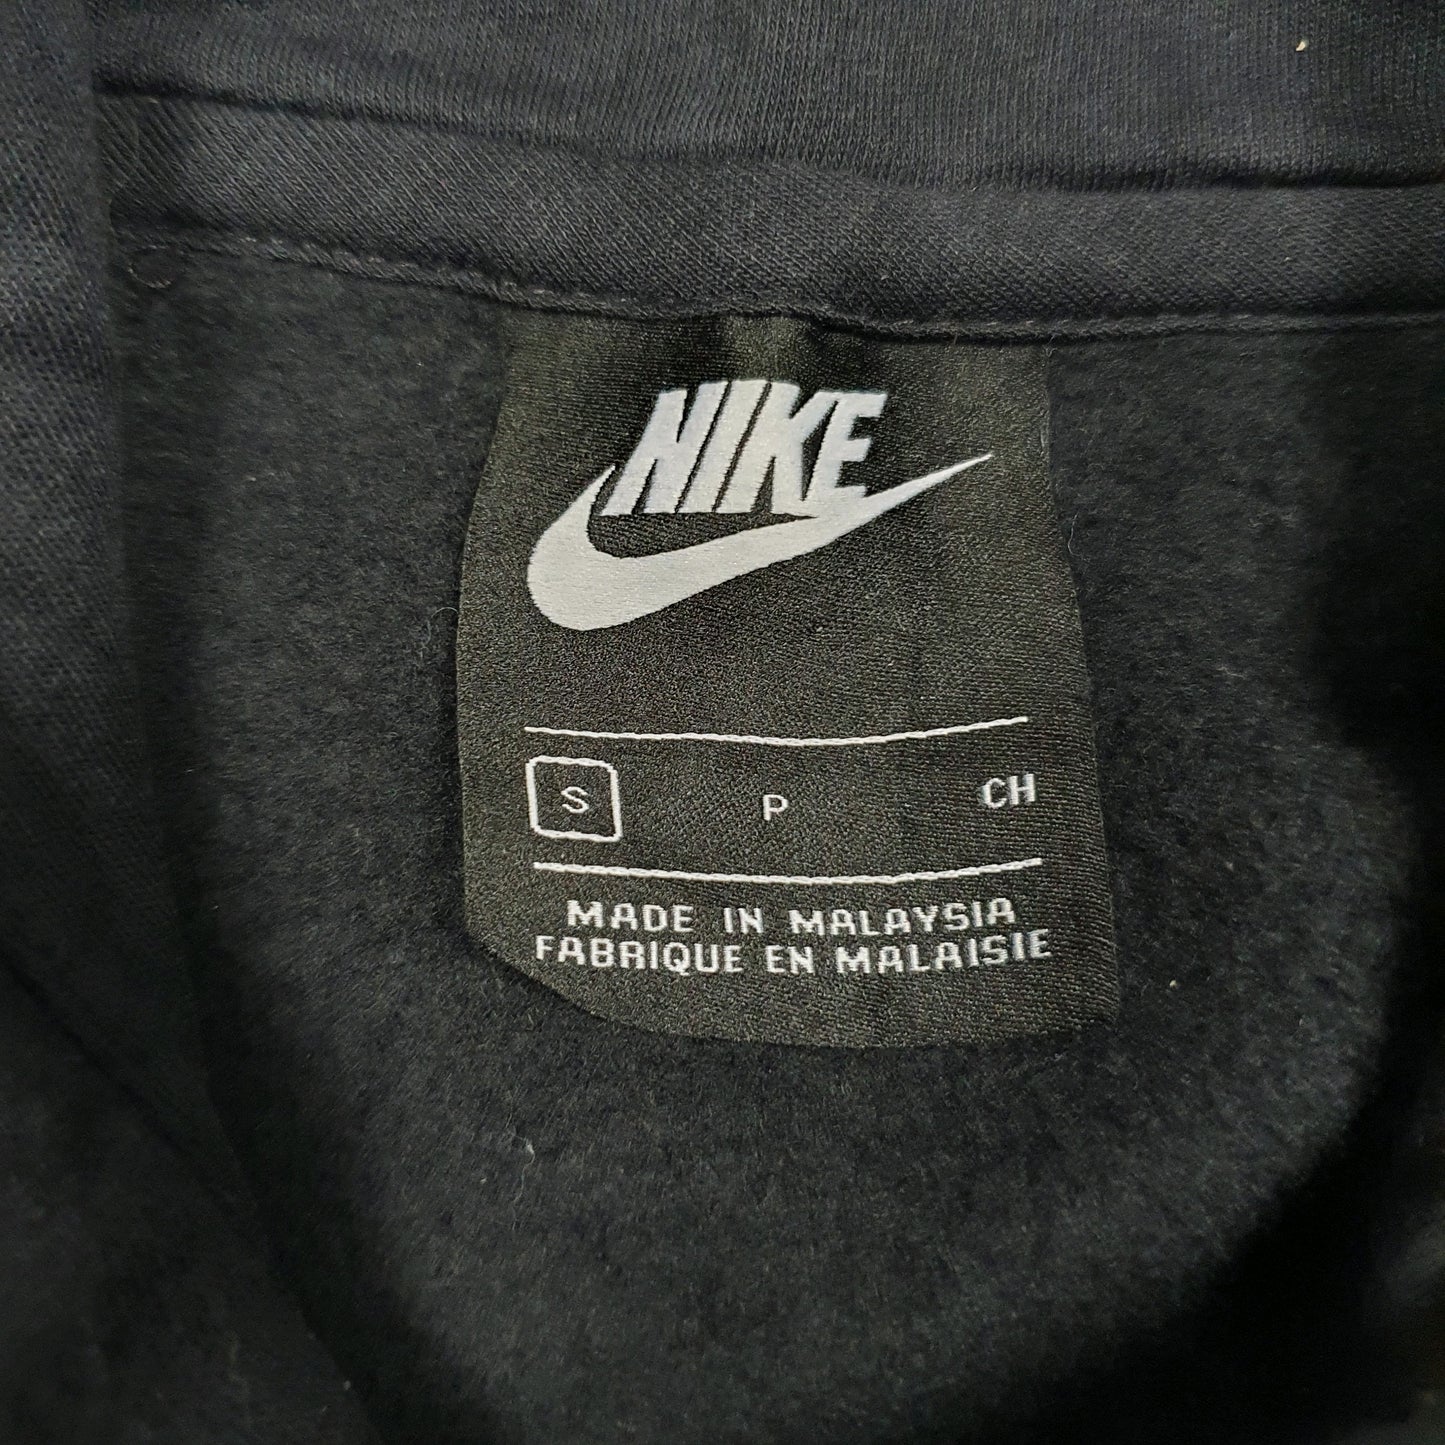 NIKE
S P CH
MADE IN MALAYSIA
FABRIQUE EN MALAISIE